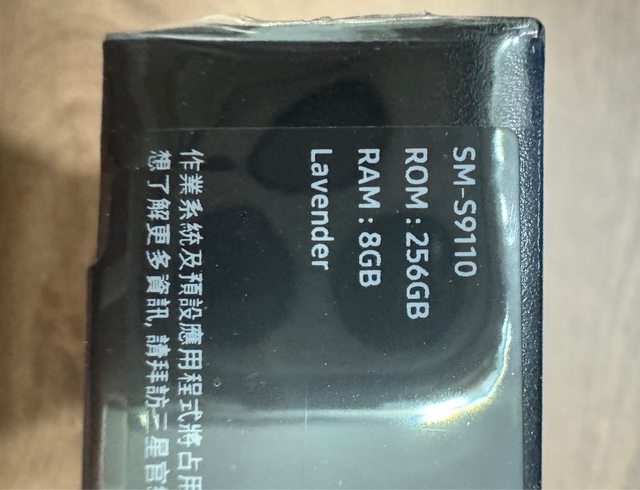 SM-S9110
ROM : 256GB
RAM : 8GB
Lavender
作業系統及預設應用程式將占用
想了解更多資訊, 請拜訪三星官